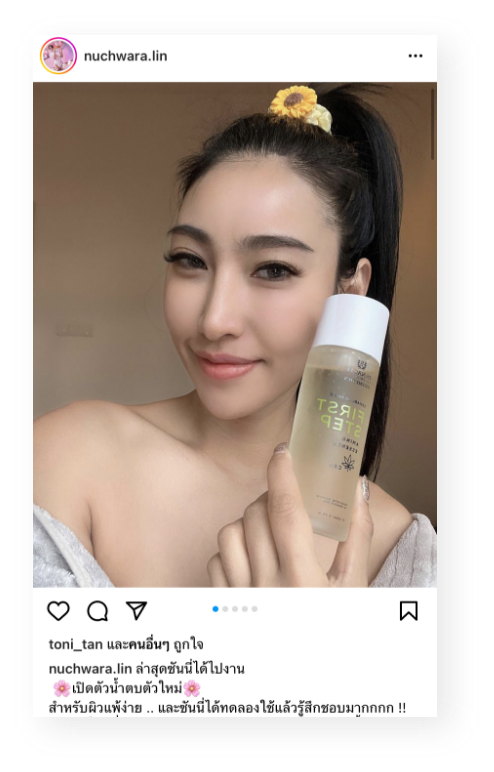 nuchwara.lin
FIRST
STEP
toni_tan และคนอื่นๆ ถูกใจ
nuchwara.lin ล่าสุดซันนี่ได้ไปงาน
🌸เปิดตัวน้ำตบตัวใหม่🌸
สำหรับผิวแพ้ง่าย .. และซันนี่ได้ทดลองใช้แล้วรู้สึกชอบมากกกก !!